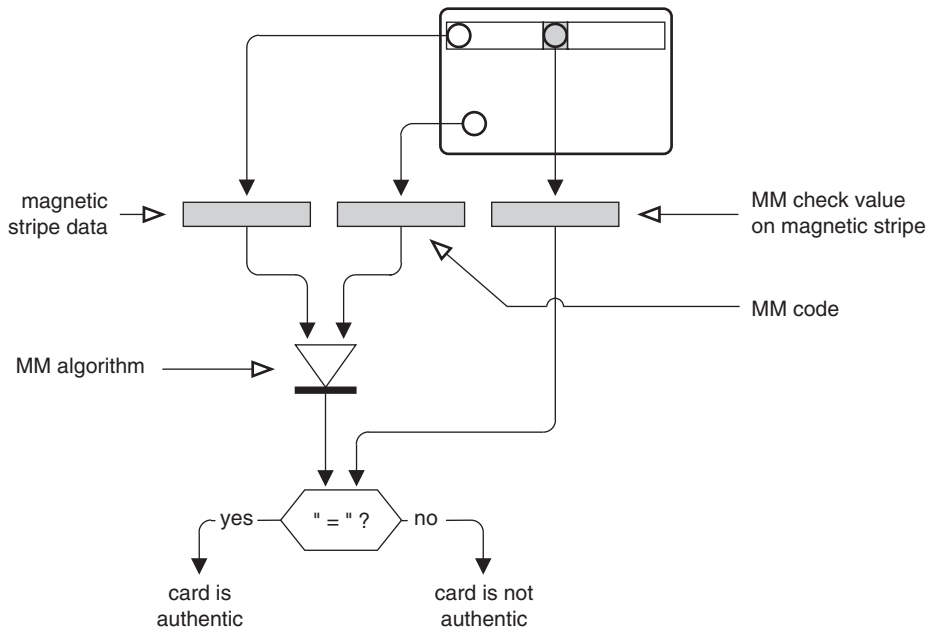 magnetic
stripe data
MM check value
on magnetic stripe
MM code
MM algorithm
yes
" = " ?
no
card is
authentic
card is not
authentic